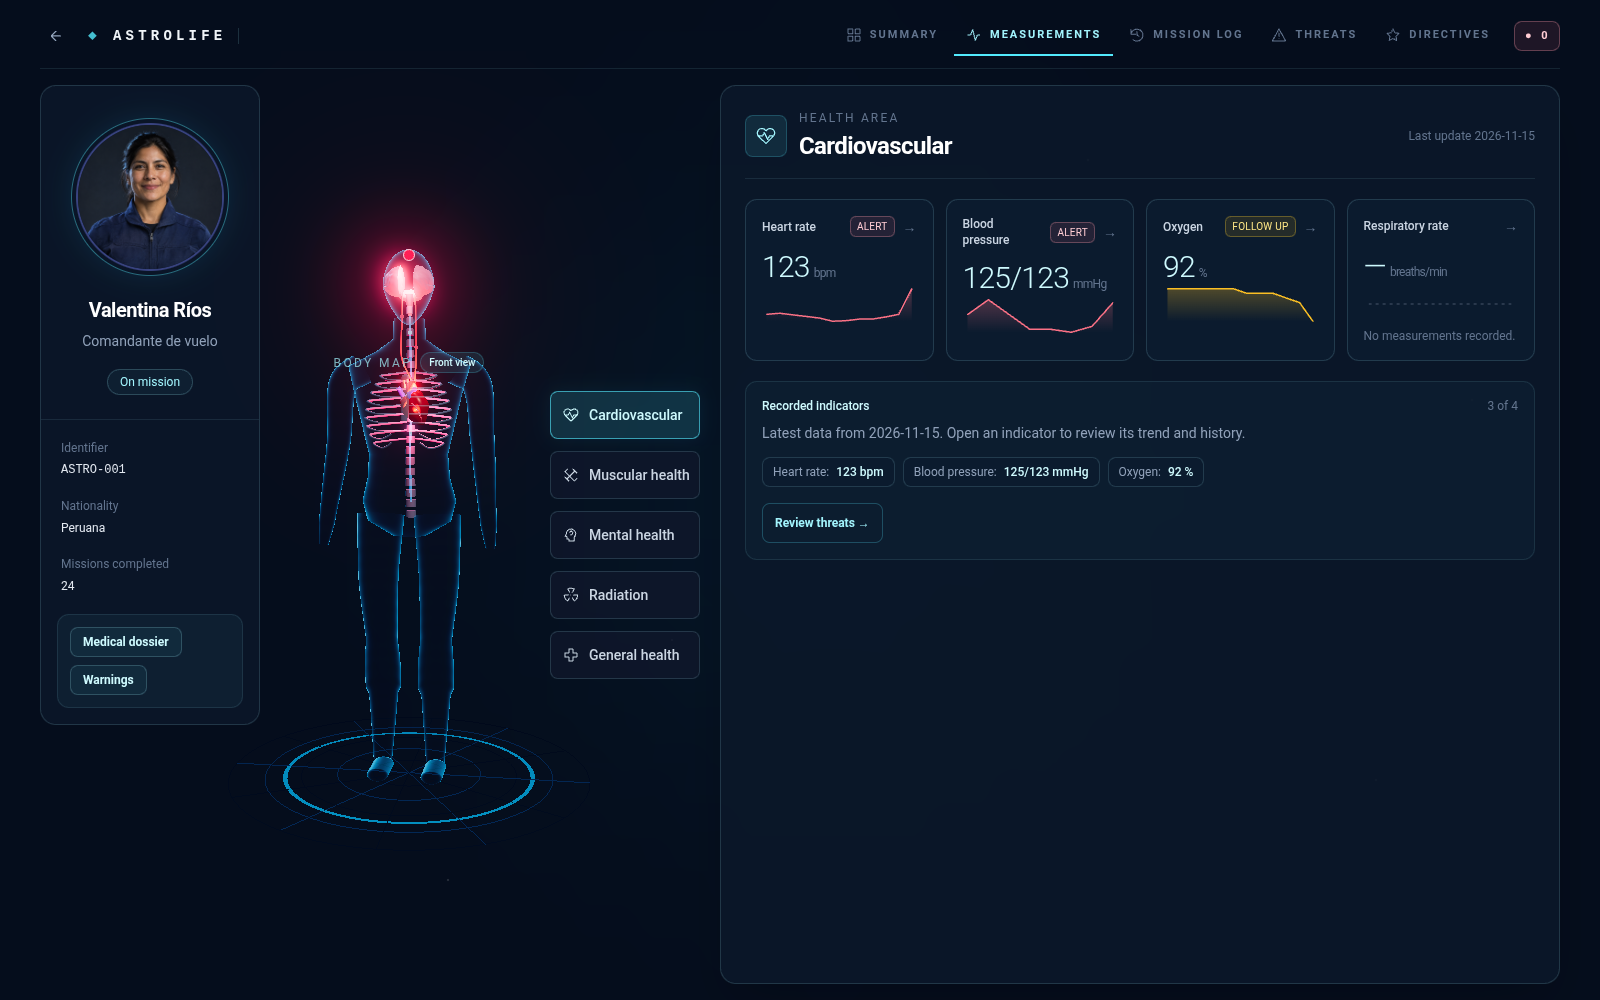 ASTROLIFE
SUMMARY
MEASUREMENTS
MISSION LOG
THREATS
DIRECTIVES
0
Valentina Ríos
Comandante de vuelo
On mission
Identifier
ASTRO-001
Nationality
Peruana
Missions completed
24
Medical dossier
Warnings
BODY MAP
Front view
Cardiovascular
Muscular health
Mental health
Radiation
General health
HEALTH AREA
Cardiovascular
Last update 2026-11-15
Heart rate
ALERT →
123 bpm
Blood
pressure
ALERT →
125/123 mmHg
Oxygen
FOLLOW UP →
92 %
Respiratory rate →
— breaths/min
No measurements recorded.
Recorded indicators
3 of 4
Latest data from 2026-11-15. Open an indicator to review its trend and history.
Heart rate: 123 bpm
Blood pressure: 125/123 mmHg
Oxygen: 92 %
Review threats →